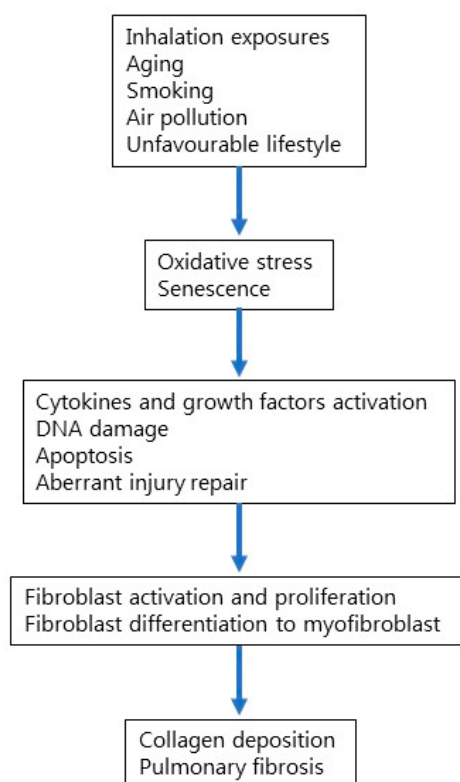 Inhalation exposures
Aging
Smoking
Air pollution
Unfavourable lifestyle
Oxidative stress
Senescence
Cytokines and growth factors activation
DNA damage
Apoptosis
Aberrant injury repair
Fibroblast activation and proliferation
Fibroblast differentiation to myofibroblast
Collagen deposition
Pulmonary fibrosis